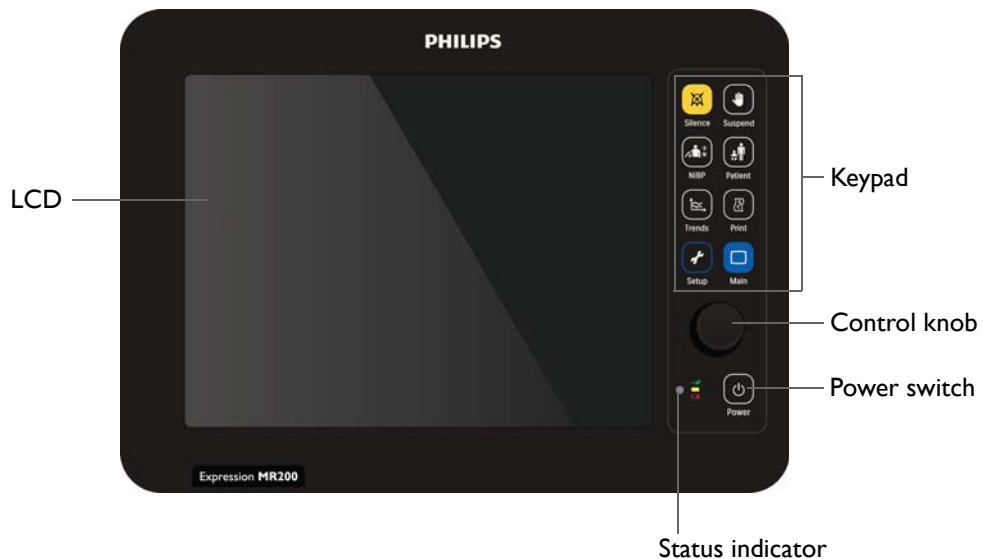 PHILIPS
Silence Suspend
NiBP Patient
Trends Print
Setup Main
Power
Expression MR200
LCD
Keypad
Control knob
Power switch
Status indicator